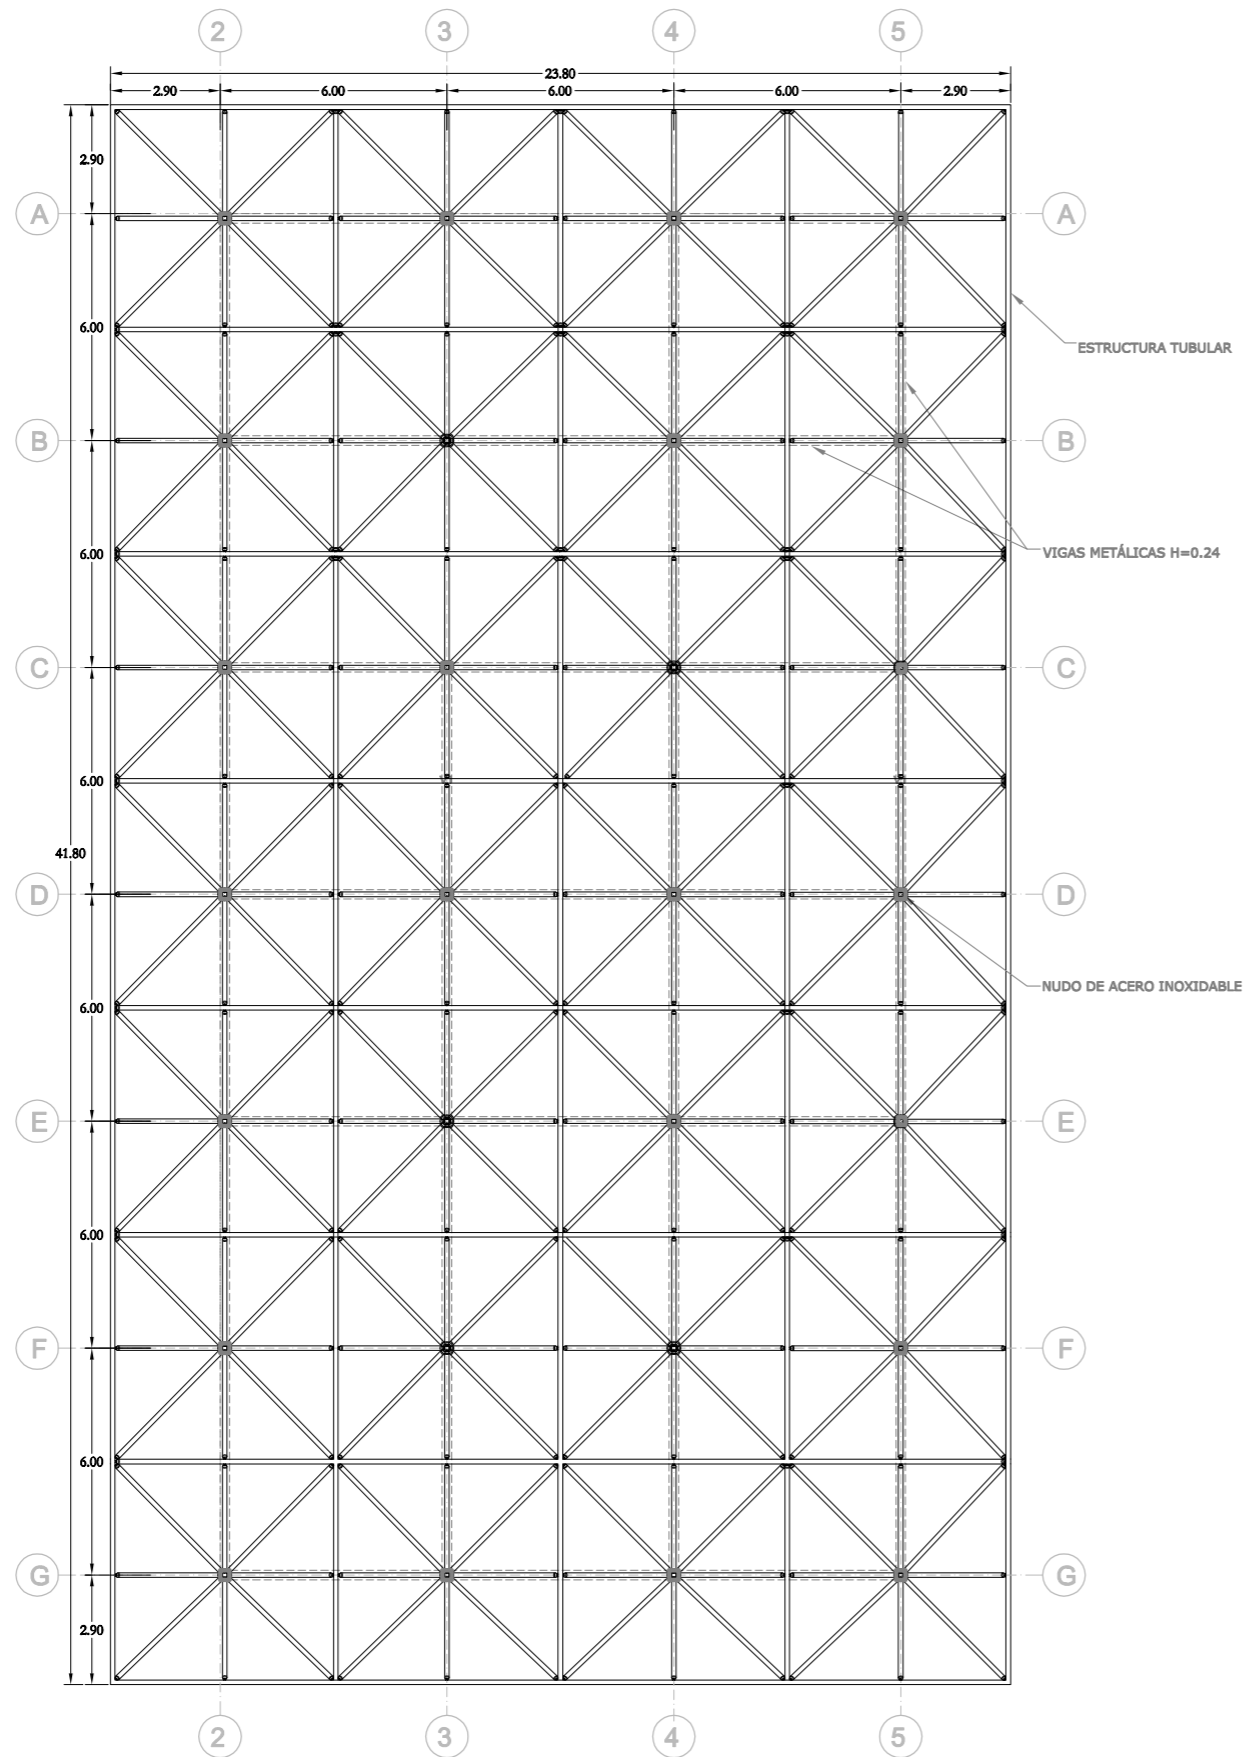 2 3 4 5
23.80
2.90 6.00 6.00 6.00 2.90
2.90
A A
6.00
ESTRUCTURA TUBULAR
B B
6.00
VIGAS METÁLICAS H=0.24
C C
6.00
41.80
D D
NUDO DE ACERO INOXIDABLE
6.00
E E
6.00
F F
6.00
G G
2.90
2 3 4 5